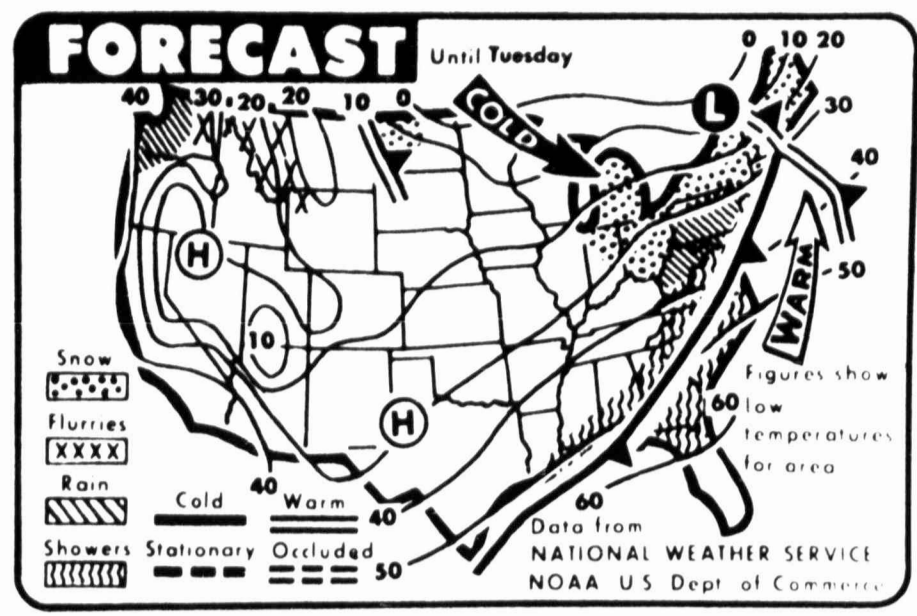 FORECAST
Until Tuesday
0 10 20
40 30 20 20 10 0
COLD
L
30
40
H
50
WARM
10
Snow
Flurries
XXXX
Rain
Showers
H
Figures show
low
temperatures
for area
60
40
Cold Warm
Stationary Occluded
40
50
60
Data from
NATIONAL WEATHER SERVICE
NOAA US Dept of Commerce